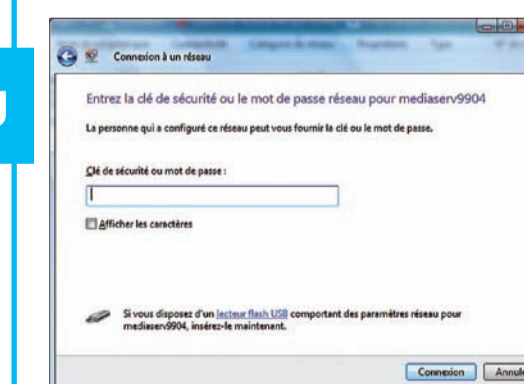 Connexion à un réseau
Entrez la clé de sécurité ou le mot de passe réseau pour mediaserv9904
La personne qui a configuré ce réseau peut vous fournir la clé ou le mot de passe.
Clé de sécurité ou mot de passe :
Afficher les caractères
Si vous disposez d'un lecteur flash USB comportant des paramètres réseau pour
mediaserv9904, insérez-le maintenant.
Connexion